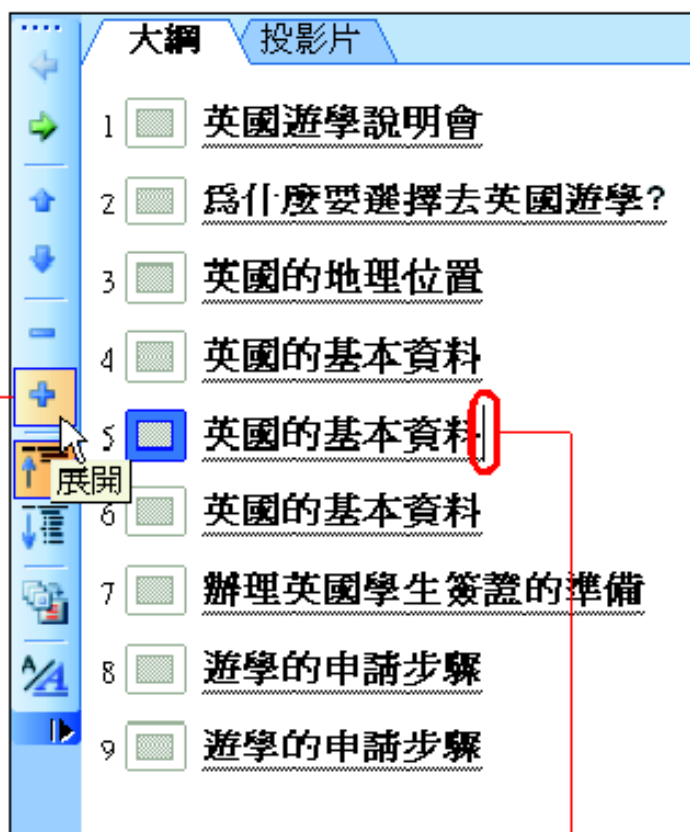 大綱 投影片
1 英國遊學說明會
2 為什麼要選擇去英國遊學?
3 英國的地理位置
4 英國的基本資料
5 英國的基本資料
展開
6 英國的基本資料
7 辦理英國學生簽證的準備
8 遊學的申請步驟
9 遊學的申請步驟